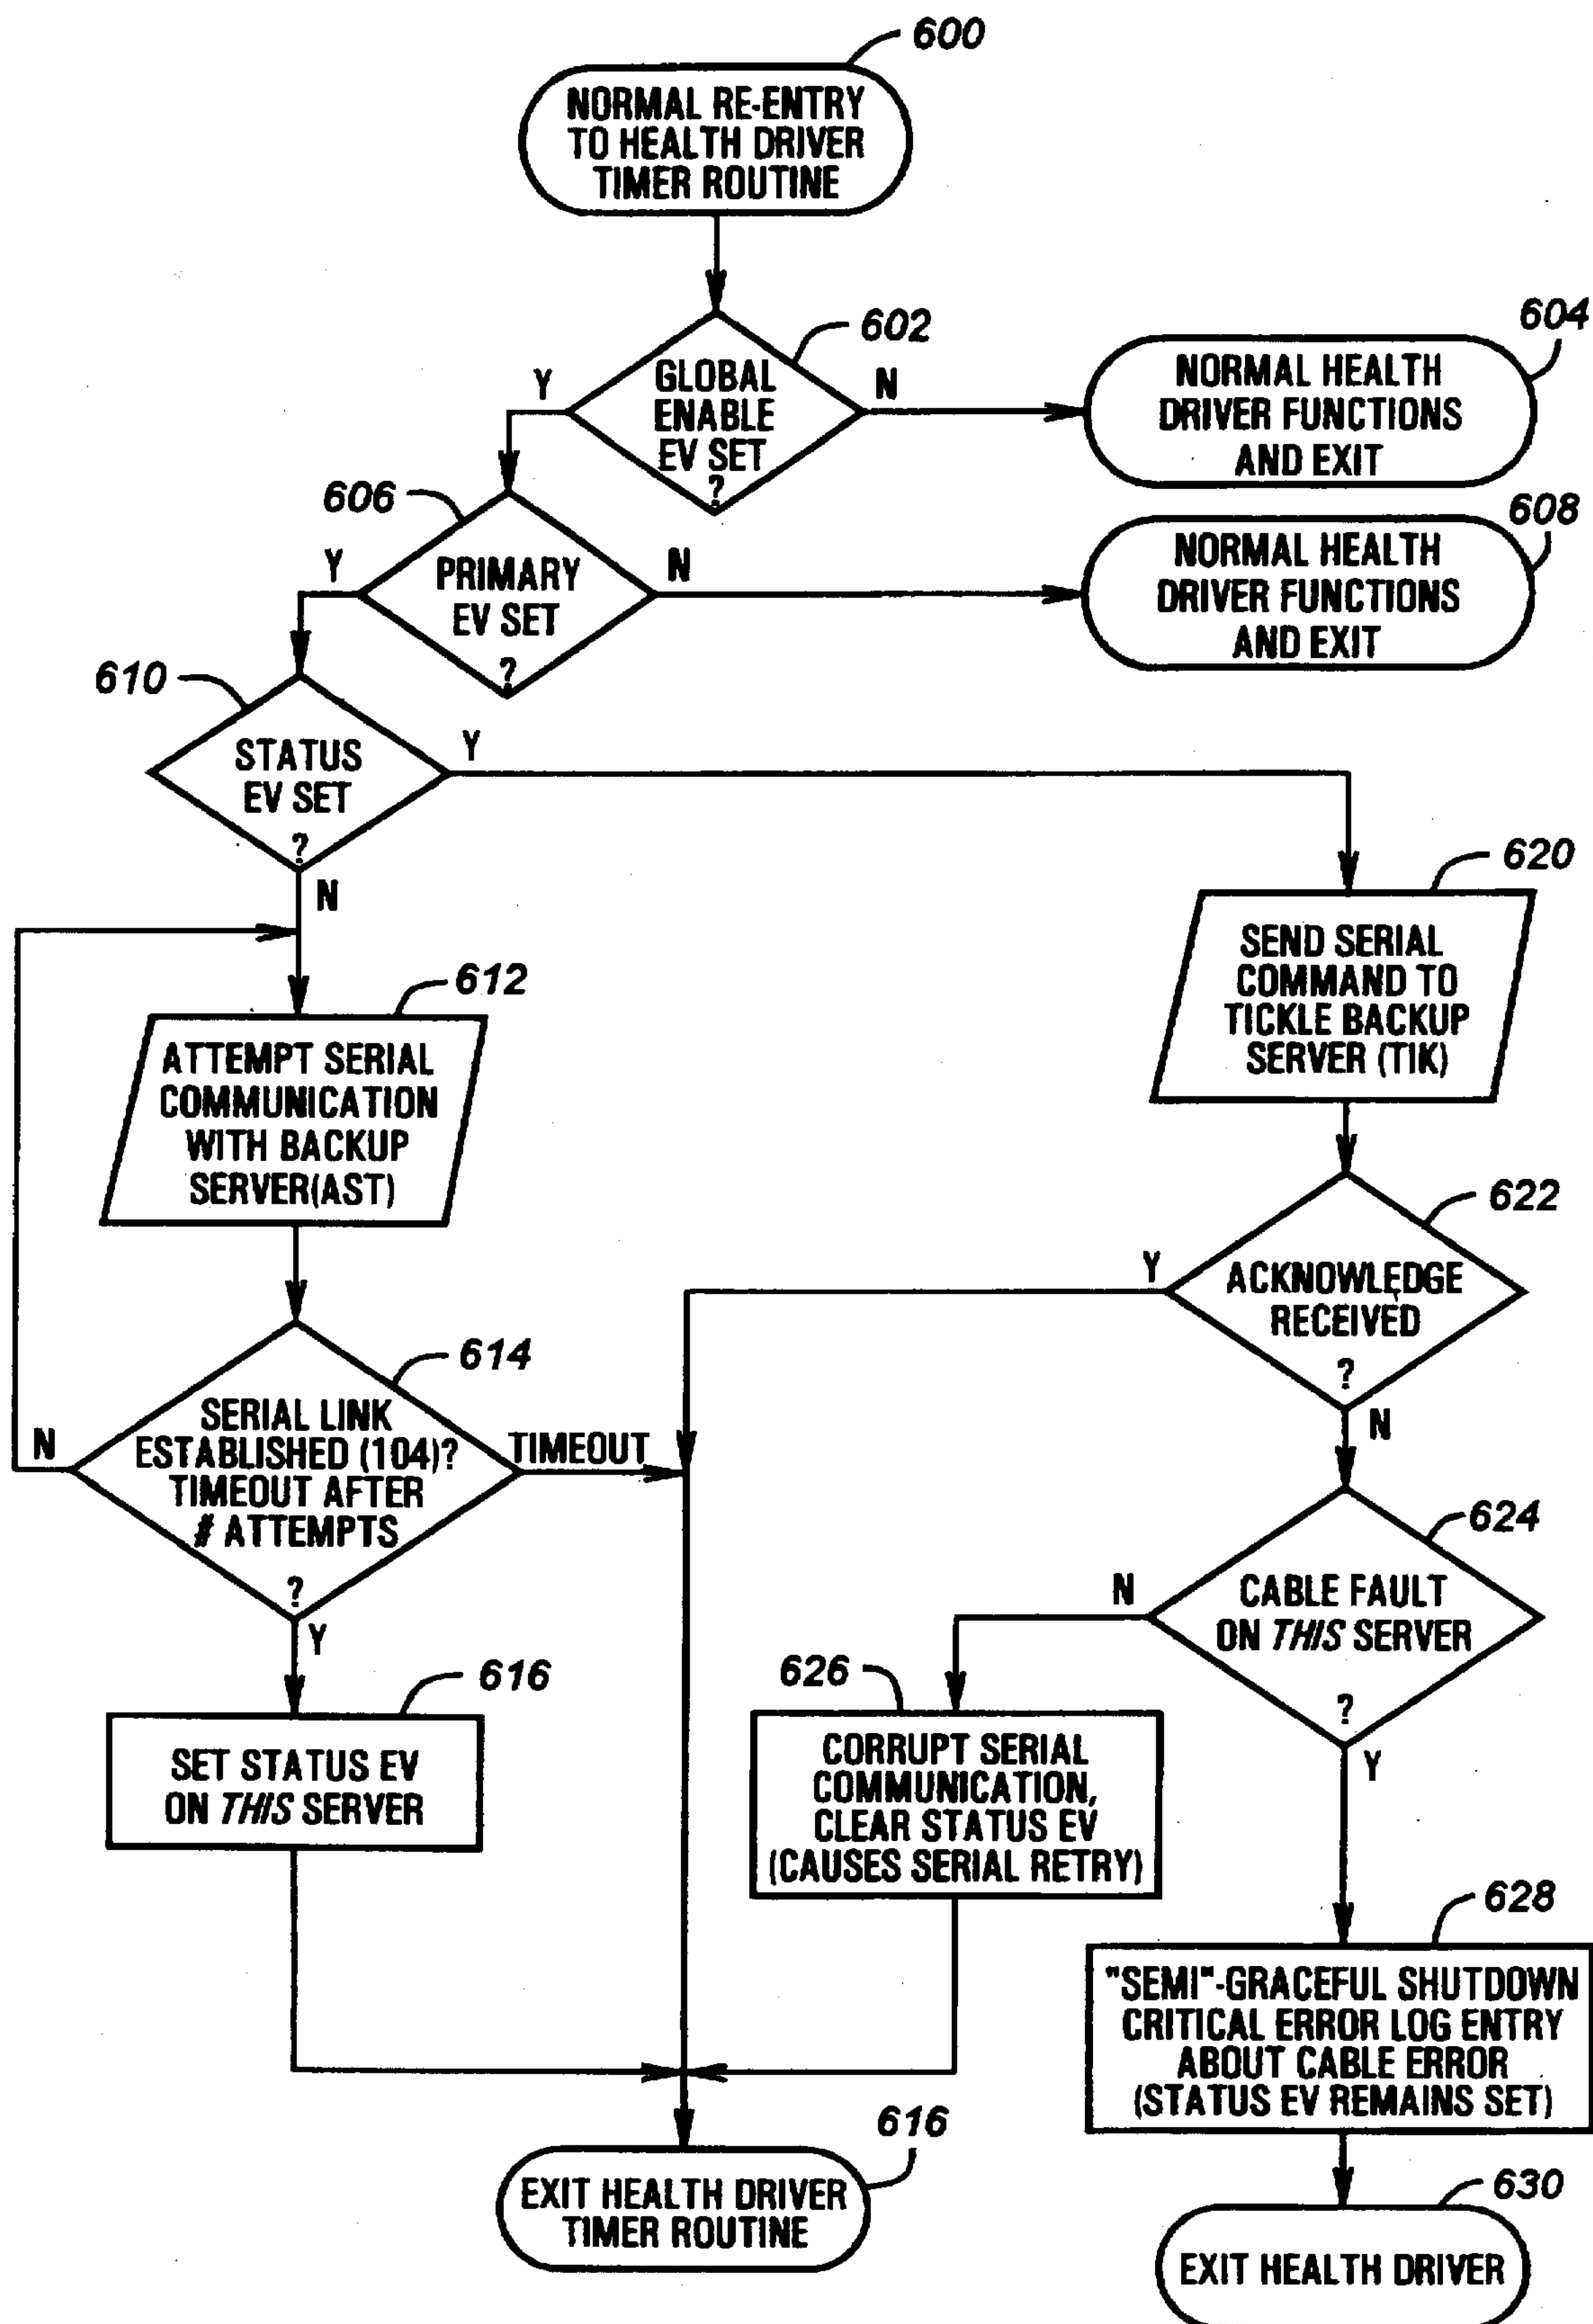 600
NORMAL RE-ENTRY
TO HEALTH DRIVER
TIMER ROUTINE
602
GLOBAL
ENABLE
EV SET
?
Y
N
604
NORMAL HEALTH
DRIVER FUNCTIONS
AND EXIT
606
PRIMARY
EV SET
?
Y
N
608
NORMAL HEALTH
DRIVER FUNCTIONS
AND EXIT
610
STATUS
EV SET
?
Y
N
612
ATTEMPT SERIAL
COMMUNICATION
WITH BACKUP
SERVER(AST)
614
SERIAL LINK
ESTABLISHED (104)?
TIMEOUT AFTER
# ATTEMPTS
?
N
TIMEOUT
Y
616
SET STATUS EV
ON THIS SERVER
620
SEND SERIAL
COMMAND TO
TICKLE BACKUP
SERVER (TIK)
622
ACKNOWLEDGE
RECEIVED
?
Y
N
624
CABLE FAULT
ON THIS SERVER
?
N
Y
626
CORRUPT SERIAL
COMMUNICATION,
CLEAR STATUS EV
(CAUSES SERIAL RETRY)
628
"SEMI"-GRACEFUL SHUTDOWN
CRITICAL ERROR LOG ENTRY
ABOUT CABLE ERROR
(STATUS EV REMAINS SET)
616
EXIT HEALTH DRIVER
TIMER ROUTINE
630
EXIT HEALTH DRIVER